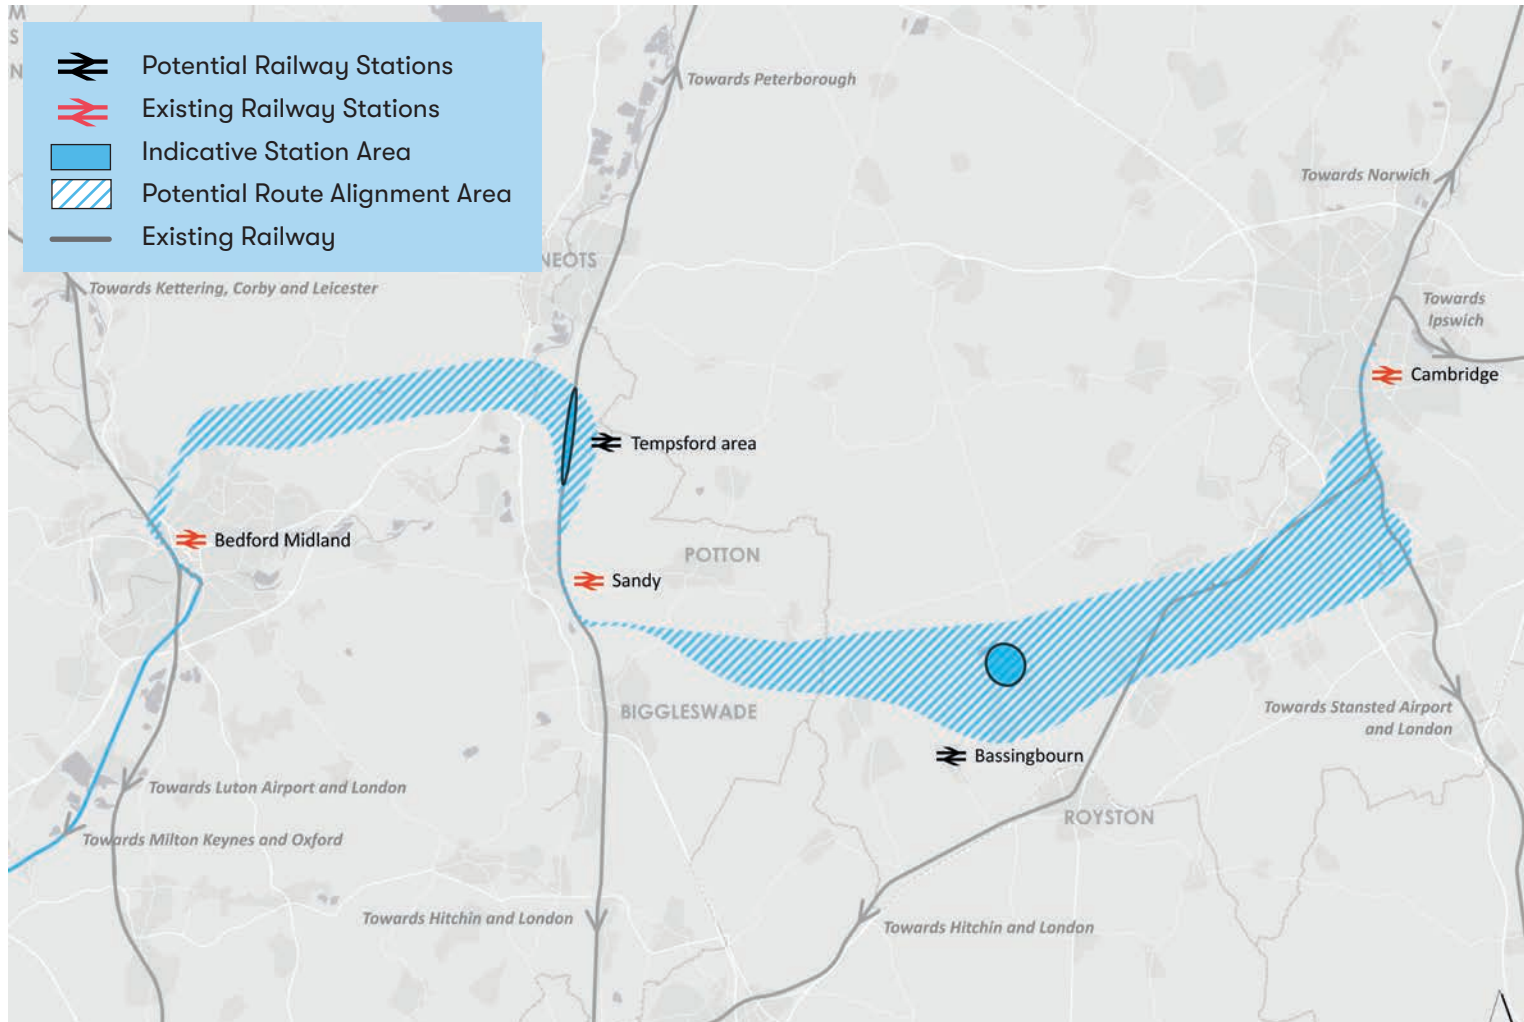 M
S
N
Potential Railway Stations
Existing Railway Stations
Indicative Station Area
Potential Route Alignment Area
Existing Railway
Towards Peterborough
Towards Norwich
NEOTS
Towards Kettering, Corby and Leicester
Towards
Ipswich
Cambridge
Tempsford area
Bedford Midland
POTTON
Sandy
BIGGLESWADE
Towards Stansted Airport
and London
Bassingbourn
Towards Luton Airport and London
ROYSTON
Towards Milton Keynes and Oxford
Towards Hitchin and London
Towards Hitchin and London